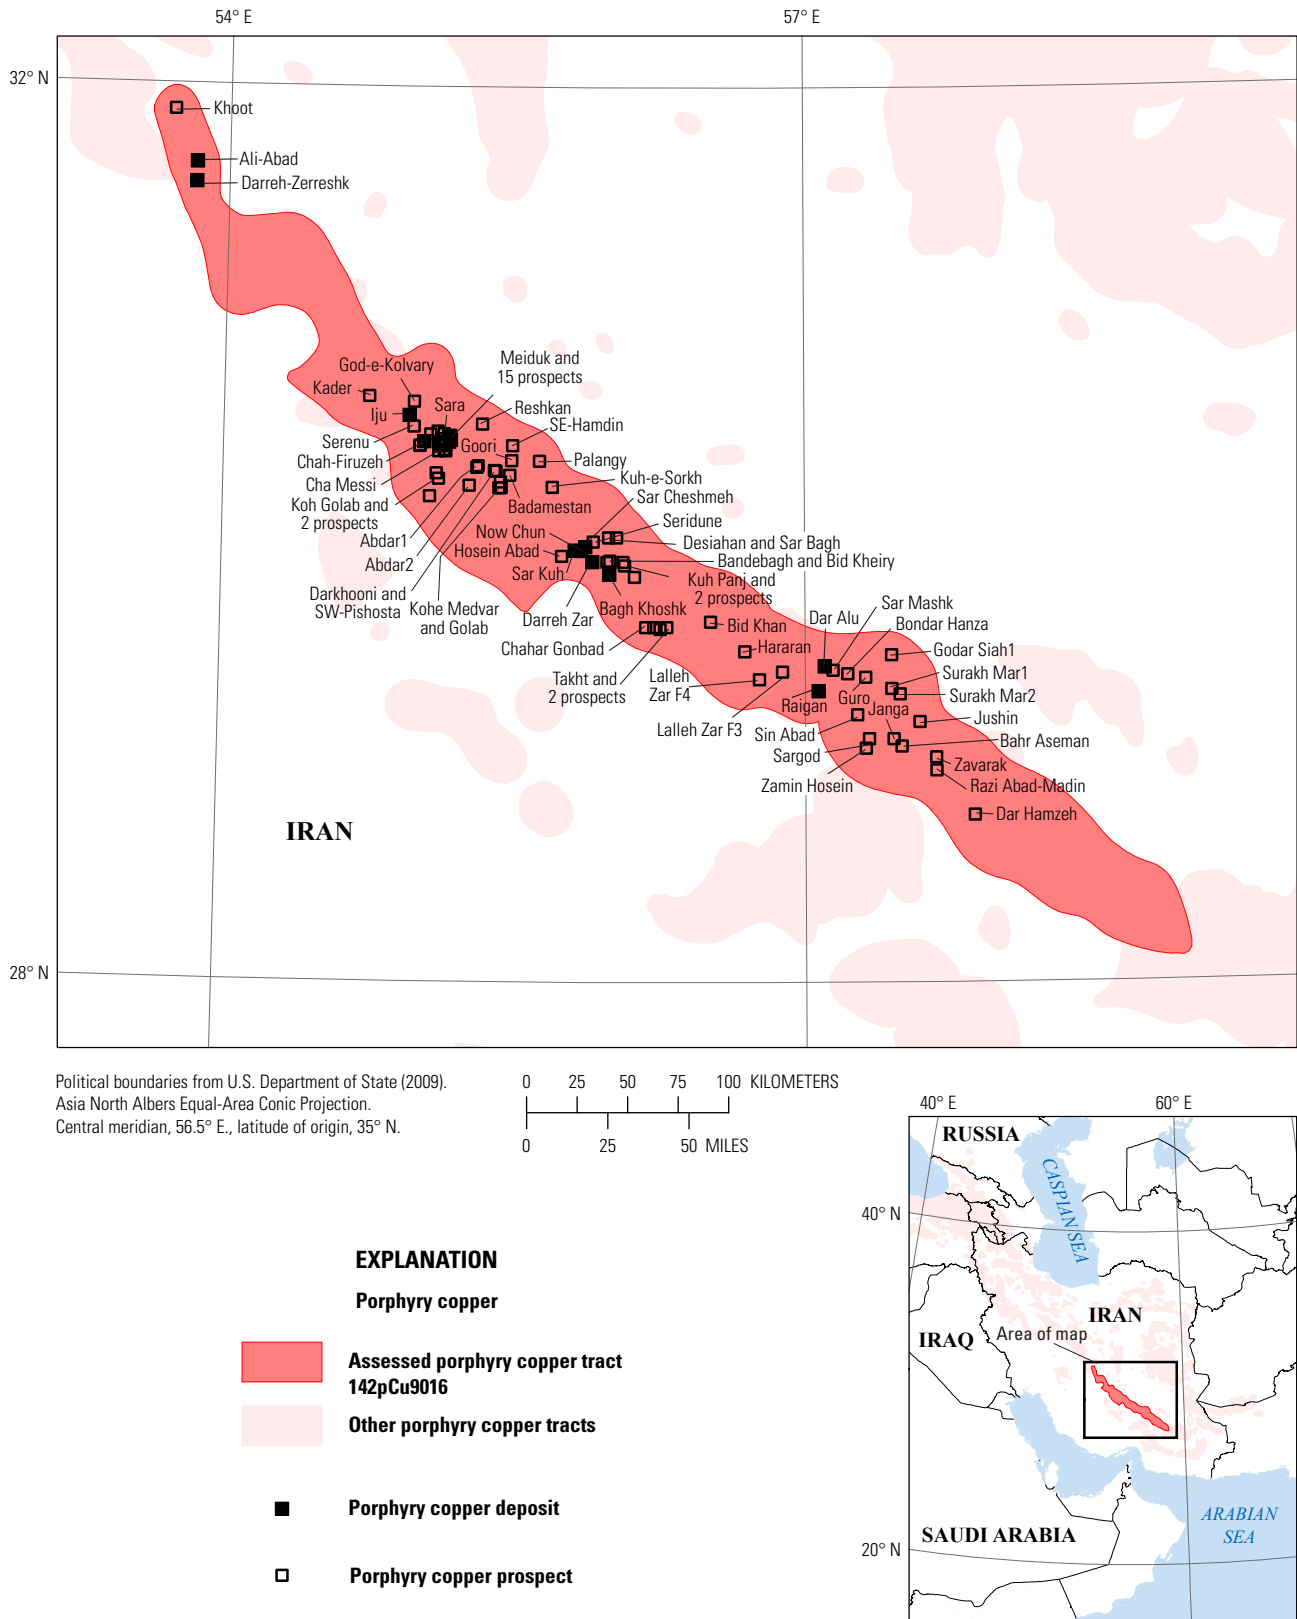 54° E
57° E
32° N
Khoot
Ali-Abad
Darreh-Zerreshk
Meiduk and
15 prospects
God-e-Kolvary
Kader
Iju
Sara
Reshkan
SE-Hamdin
Serenu
Goori
Chah-Firuzeh
Palangy
Cha Messi
Kuh-e-Sorkh
Koh Golab and
2 prospects
Sar Cheshmeh
Badamestan
Seridune
Abdar1
Now Chun
Desiahan and Sar Bagh
Hosein Abad
Bandebagh and Bid Kheiry
Abdar2
Sar Kuh
Kuh Panj and
2 prospects
Darkhooni and
SW-Pishosta
Kohe Medvar
and Golab
Darreh Zar
Bagh Khoshk
Dar Alu
Sar Mashk
Bondar Hanza
Bid Khan
Chahar Gonbad
Hararan
Godar Siah1
Takht and
2 prospects
Lalleh
Zar F4
Surakh Mar1
Surakh Mar2
Raigan
Guro
Janga
Jushin
Lalleh Zar F3
Sin Abad
Bahr Aseman
Sargod
Zavarak
Zamin Hosein
Razi Abad-Madin
Dar Hamzeh
IRAN
28° N
Political boundaries from U.S. Department of State (2009).
Asia North Albers Equal-Area Conic Projection.
Central meridian, 56.5° E., latitude of origin, 35° N.
0 25 50 75 100 KILOMETERS
0 25 50 MILES
EXPLANATION
Porphyry copper
Assessed porphyry copper tract
142pCu9016
Other porphyry copper tracts
Porphyry copper deposit
Porphyry copper prospect
40° E
60° E
RUSSIA
CASPIAN SEA
40° N
IRAN
IRAQ
Area of map
SAUDI ARABIA
ARABIAN
SEA
20° N